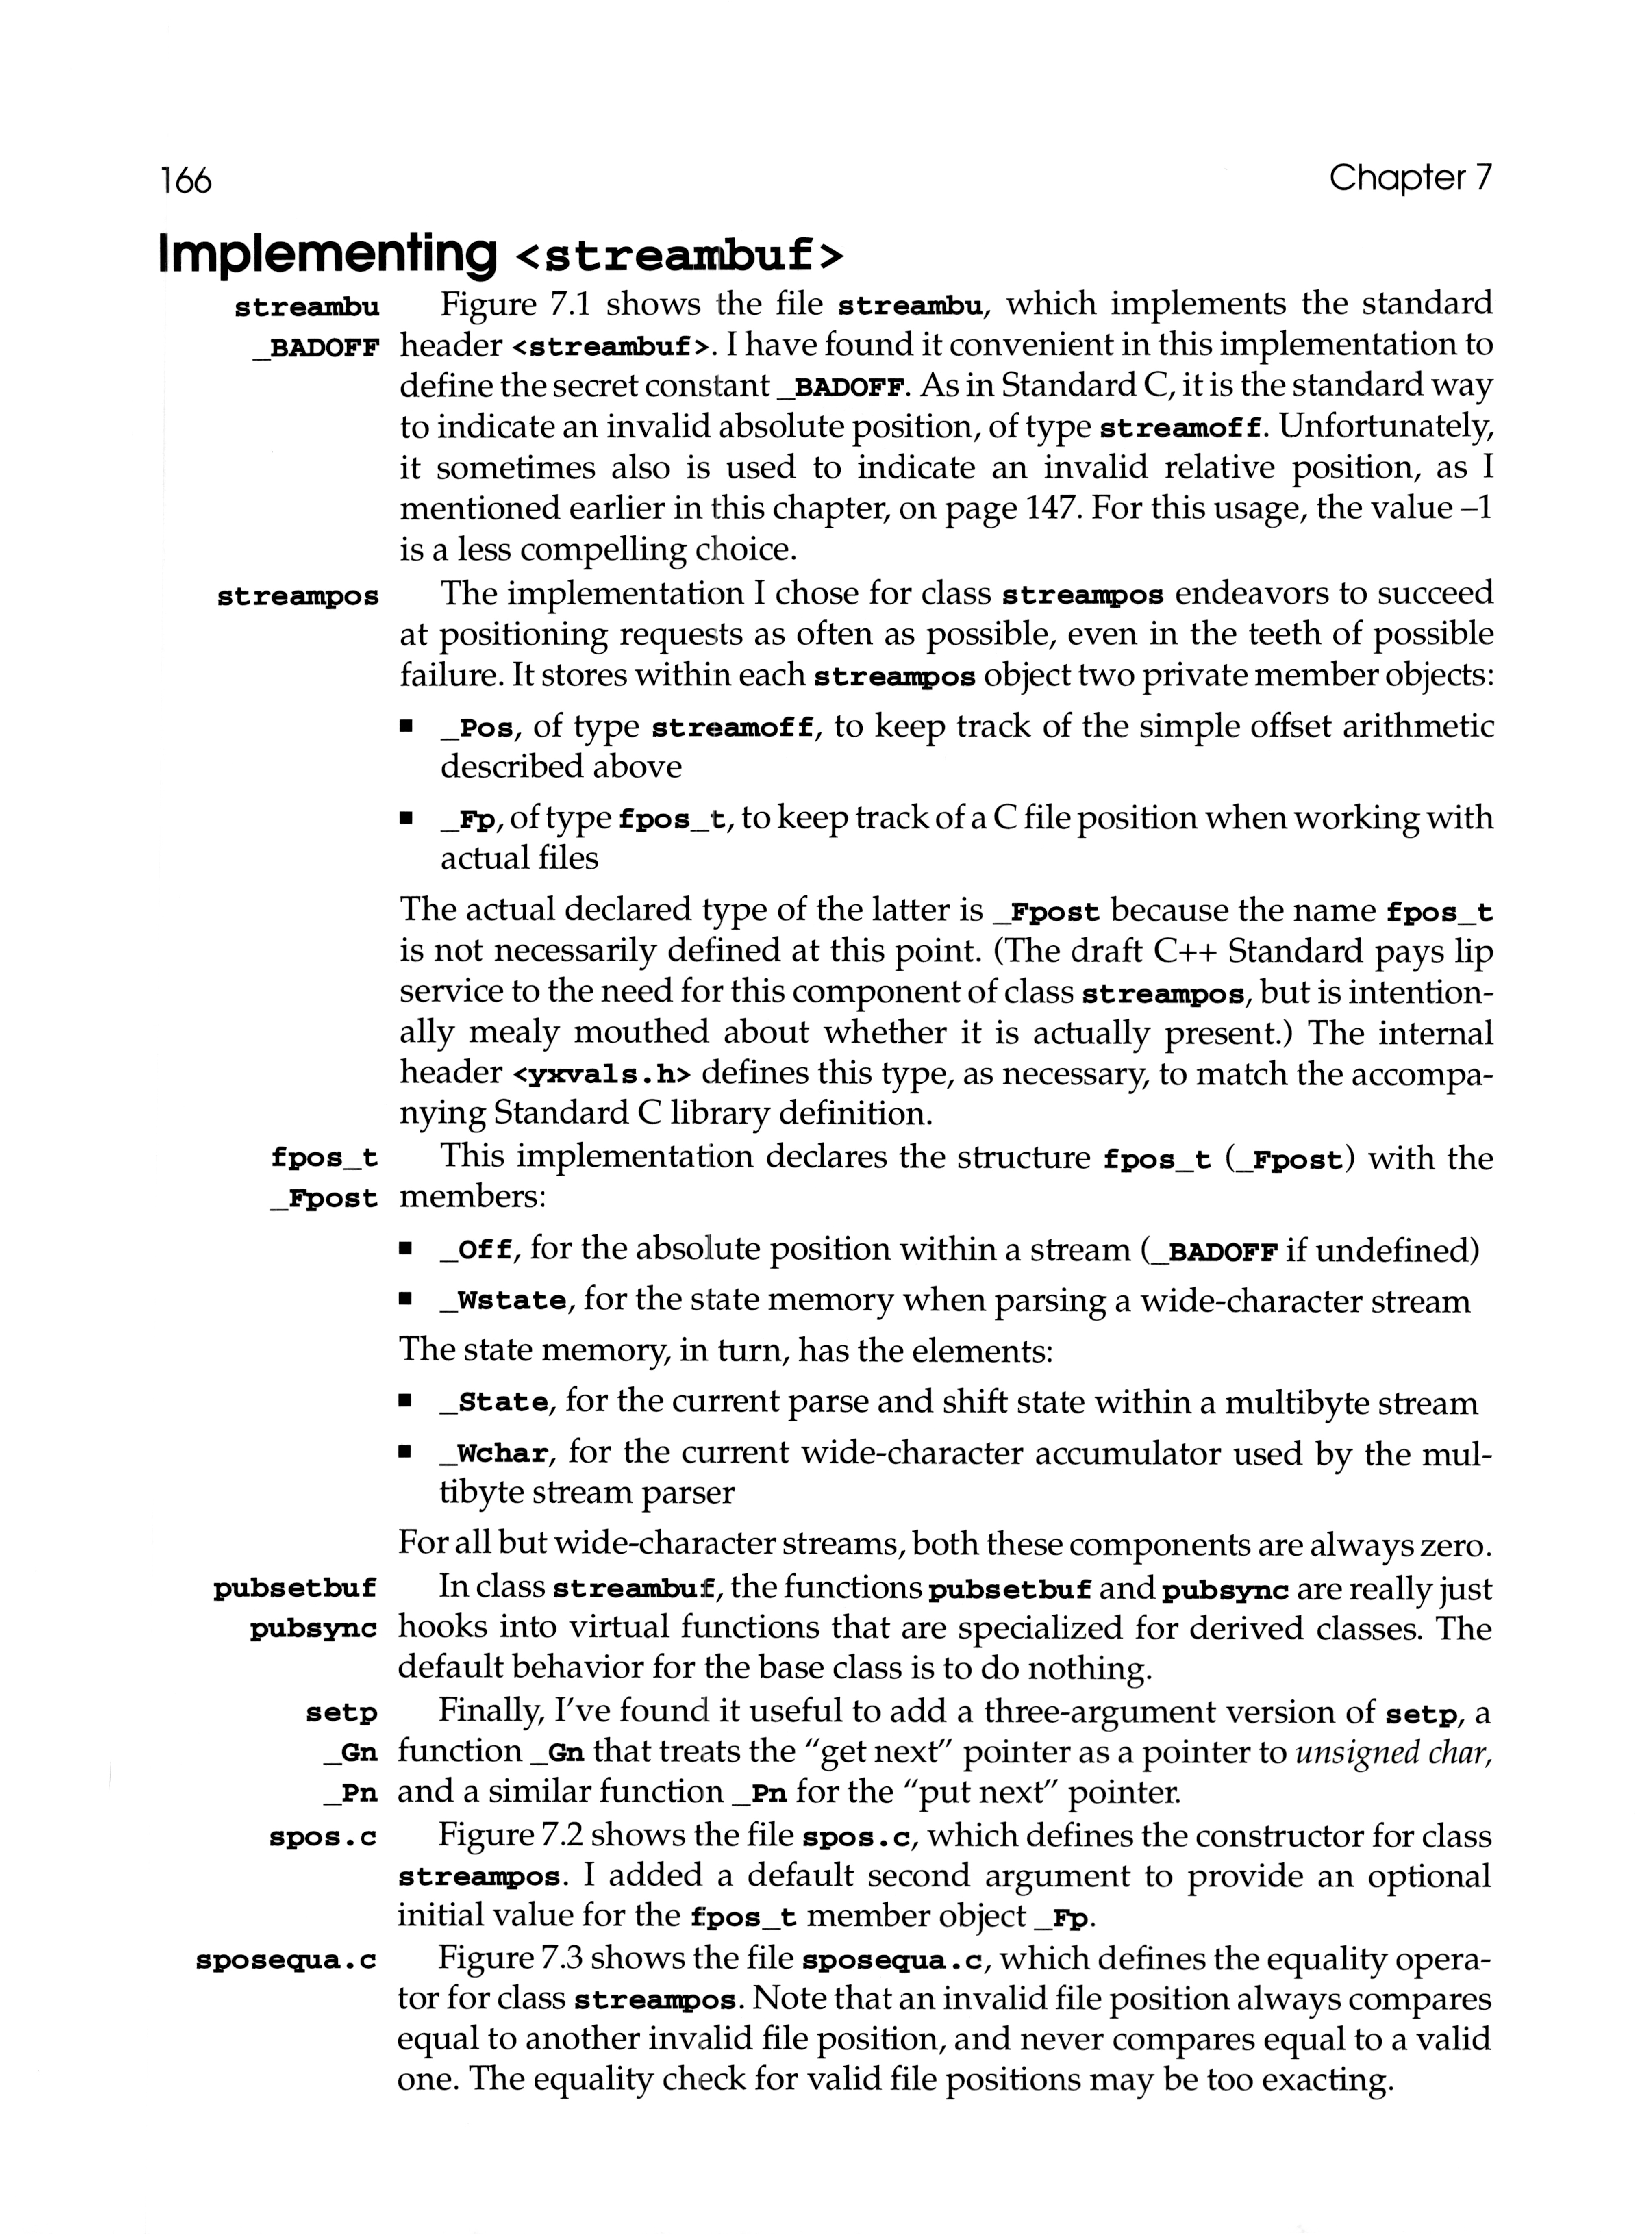 166 Chapter 7
Implementing <streambuf>
streambu Figure 7.1 shows the file streambu, which implements the standard
_BADOFF header <streambuf>. I have found it convenient in this implementation to
define the secret constant _BADOFF. As in Standard C, it is the standard way
to indicate an invalid absolute position, of type streamoff. Unfortunately,
it sometimes also is used to indicate an invalid relative position, as I
mentioned earlier in this chapter, on page 147. For this usage, the value –1
is a less compelling choice.
streampos The implementation I chose for class streampos endeavors to succeed
at positioning requests as often as possible, even in the teeth of possible
failure. It stores within each streampos object two private member objects:
■ _Pos, of type streamoff, to keep track of the simple offset arithmetic
described above
■ _Fp, of type fpos_t, to keep track of a C file position when working with
actual files
The actual declared type of the latter is _Fpost because the name fpos_t
is not necessarily defined at this point. (The draft C++ Standard pays lip
service to the need for this component of class streampos, but is intention-
ally mealy mouthed about whether it is actually present.) The internal
header <yxvals.h> defines this type, as necessary, to match the accompa-
nying Standard C library definition.
fpos_t This implementation declares the structure fpos_t (_Fpost) with the
_Fpost members:
■ _Off, for the absolute position within a stream (_BADOFF if undefined)
■ _Wstate, for the state memory when parsing a wide-character stream
The state memory, in turn, has the elements:
■ _State, for the current parse and shift state within a multibyte stream
■ _Wchar, for the current wide-character accumulator used by the mul-
tibyte stream parser
For all but wide-character streams, both these components are always zero.
pubsetbuf In class streambuf, the functions pubsetbuf and pubsync are really just
pubsync hooks into virtual functions that are specialized for derived classes. The
default behavior for the base class is to do nothing.
setp Finally, I've found it useful to add a three-argument version of setp, a
_Gn function _Gn that treats the "get next" pointer as a pointer to unsigned char,
_Pn and a similar function _Pn for the "put next" pointer.
spos.c Figure 7.2 shows the file spos.c, which defines the constructor for class
streampos. I added a default second argument to provide an optional
initial value for the fpos_t member object _Fp.
sposequa.c Figure 7.3 shows the file sposequa.c, which defines the equality opera-
tor for class streampos. Note that an invalid file position always compares
equal to another invalid file position, and never compares equal to a valid
one. The equality check for valid file positions may be too exacting.